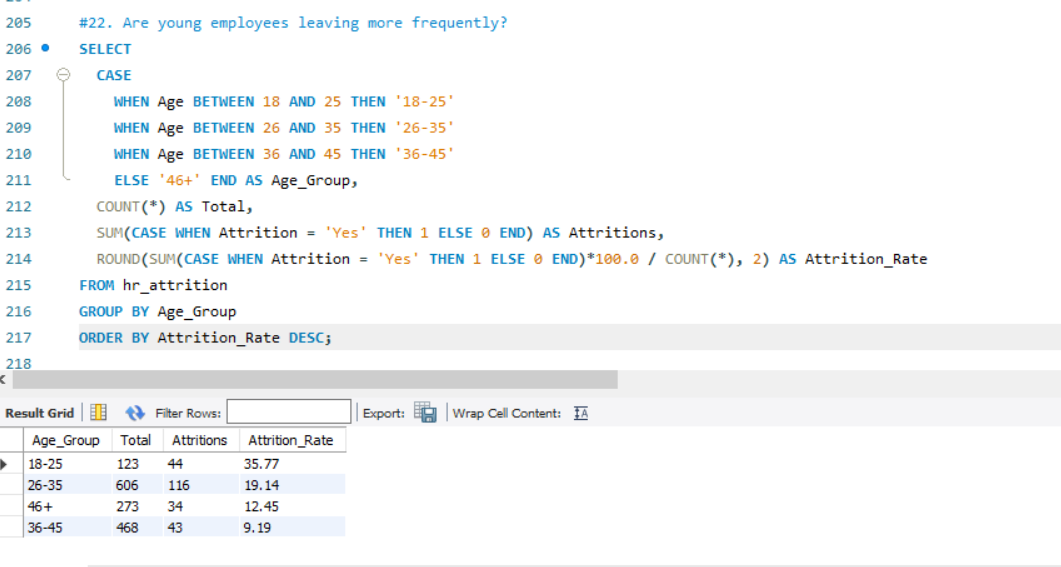 205 #22. Are young employees leaving more frequently?
206 SELECT
207 CASE
208 WHEN Age BETWEEN 18 AND 25 THEN '18-25'
209 WHEN Age BETWEEN 26 AND 35 THEN '26-35'
210 WHEN Age BETWEEN 36 AND 45 THEN '36-45'
211 ELSE '46+' END AS Age_Group,
212 COUNT(*) AS Total,
213 SUM(CASE WHEN Attrition = 'Yes' THEN 1 ELSE 0 END) AS Attritions,
214 ROUND(SUM(CASE WHEN Attrition = 'Yes' THEN 1 ELSE 0 END)*100.0 / COUNT(*), 2) AS Attrition_Rate
215 FROM hr_attrition
216 GROUP BY Age_Group
217 ORDER BY Attrition_Rate DESC;
218
Result Grid Filter Rows: Export: Wrap Cell Content:
Age_Group Total Attritions Attrition_Rate
18-25 123 44 35.77
26-35 606 116 19.14
46+ 273 34 12.45
36-45 468 43 9.19